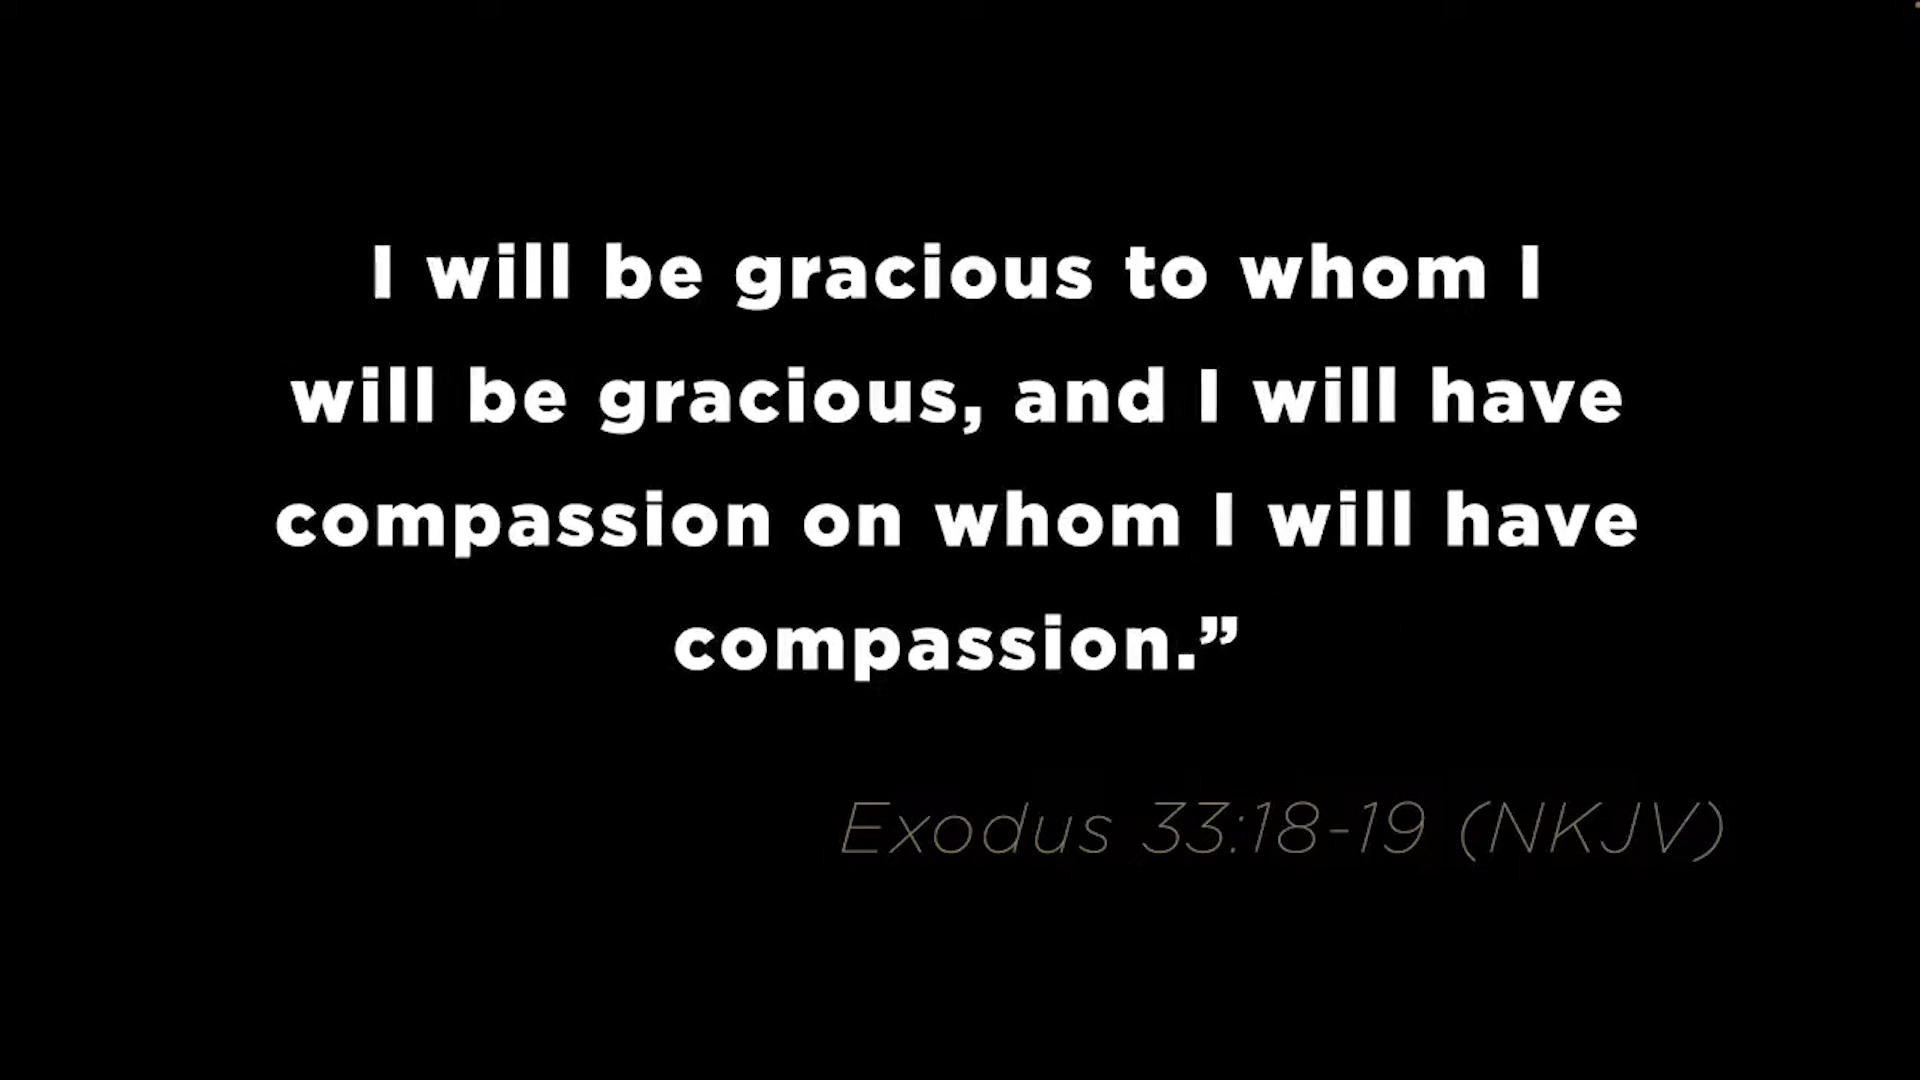 I will be gracious to whom I
will be gracious, and I will have
compassion on whom I will have
compassion.”
Exodus 33:18-19 (NKJV)